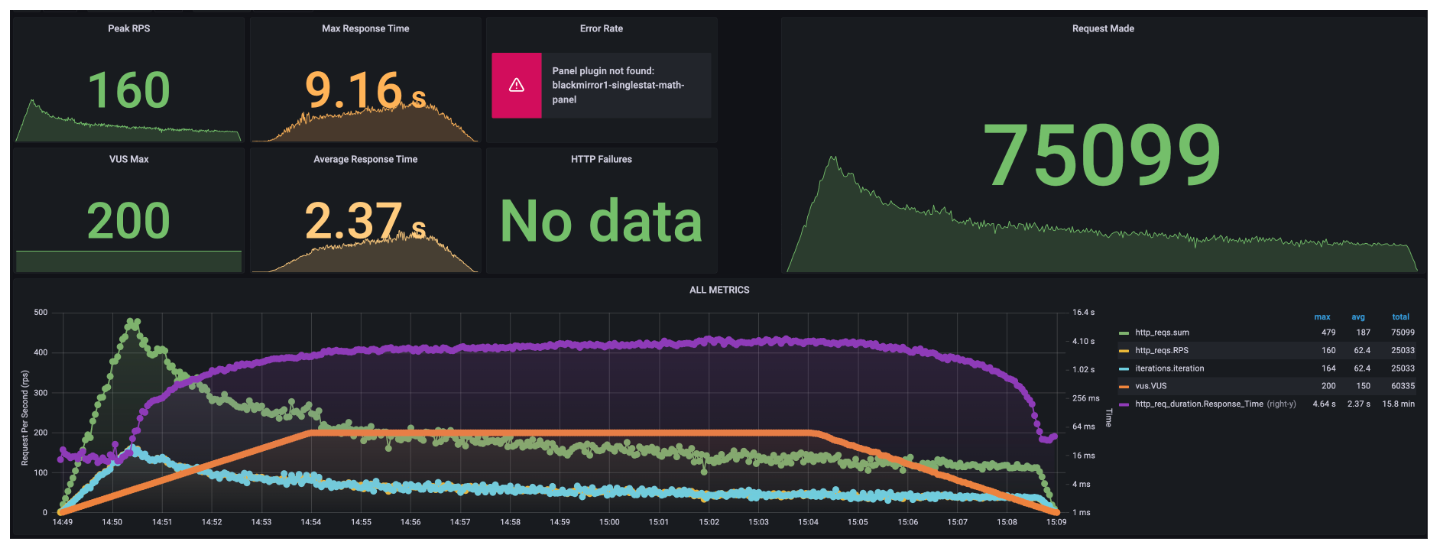 Peak RPS
160
Max Response Time
9.16 s
Error Rate
Panel plugin not found:
blackmirror1-singlestat-math-
panel
Request Made
75099
VUS Max
200
Average Response Time
2.37 s
HTTP Failures
No data
ALL METRICS
Request Per Second (rps)
500
400
300
200
100
0
16.4 s
4.10 s
1.02 s
256 ms
64 ms
16 ms
4 ms
1 ms
Time
14:49 14:50 14:51 14:52 14:53 14:54 14:55 14:56 14:57 14:58 14:59 15:00 15:01 15:02 15:03 15:04 15:05 15:06 15:07 15:08 15:09
max avg total
http_reqs.sum 479 187 75099
http_reqs.RPS 160 62.4 25033
iterations.iteration 164 62.4 25033
vus.VUS 200 150 60335
http_req_duration.Response_Time (right-y) 4.64 s 2.37 s 15.8 min